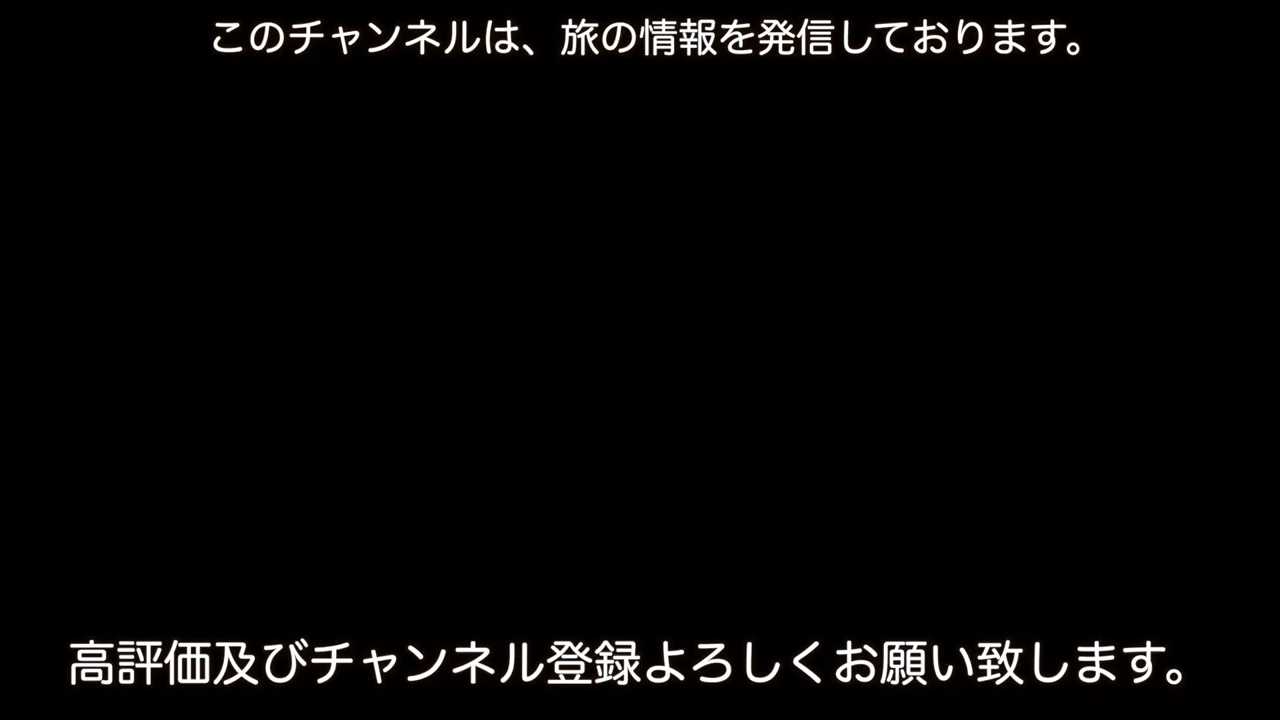 このチャンネルは、旅の情報を発信しております。
高評価及びチャンネル登録よろしくお願い致します。